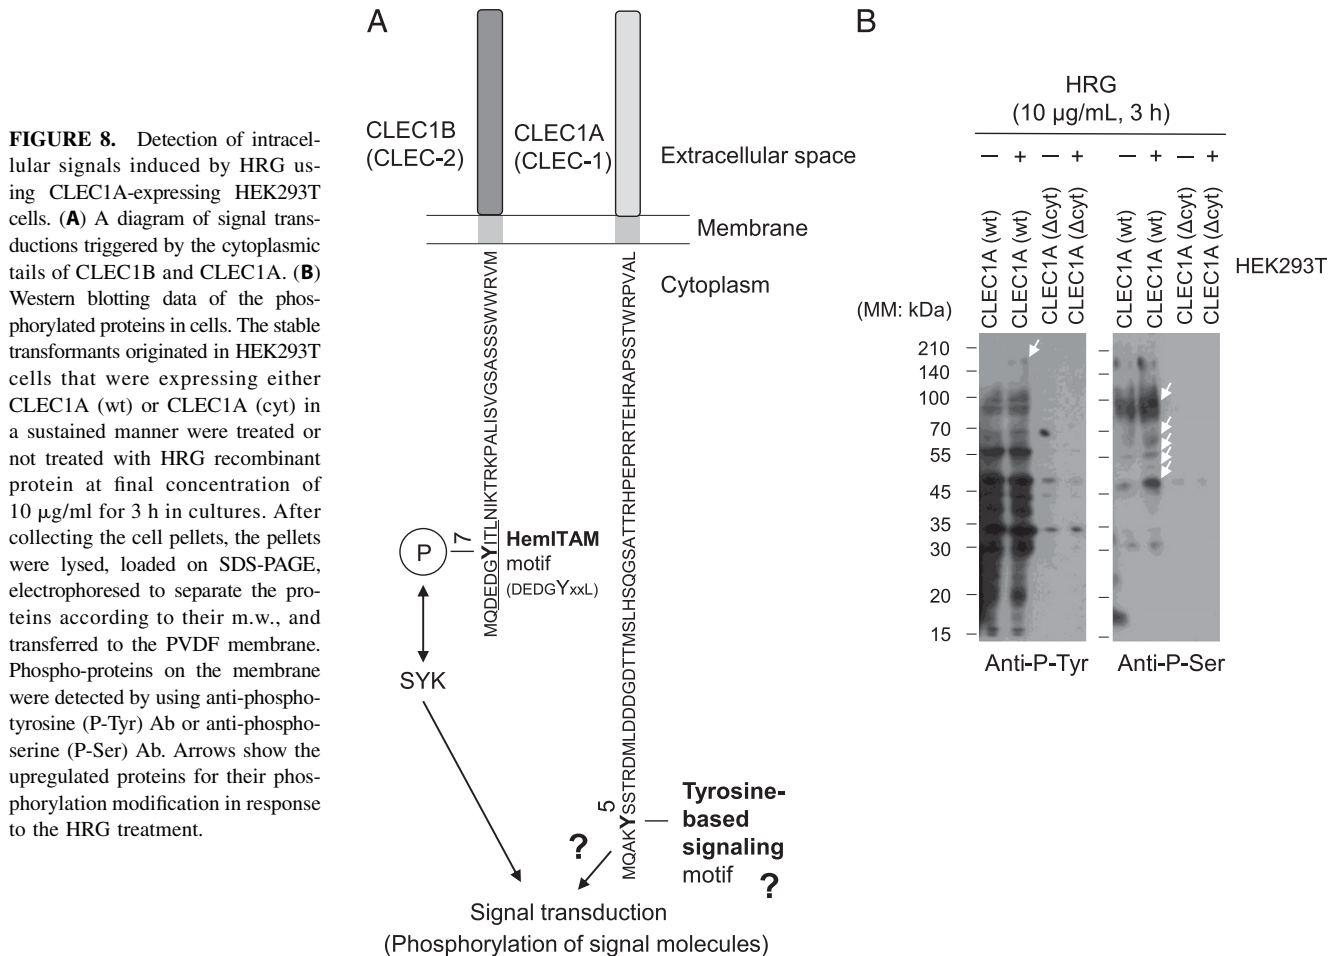 FIGURE 8. Detection of intracel-
lular signals induced by HRG us-
ing CLEC1A-expressing HEK293T
cells. (A) A diagram of signal trans-
ductions triggered by the cytoplasmic
tails of CLEC1B and CLEC1A. (B)
Western blotting data of the phos-
phorylated proteins in cells. The stable
transformants originated in HEK293T
cells that were expressing either
CLEC1A (wt) or CLEC1A (cyt) in
a sustained manner were treated or
not treated with HRG recombinant
protein at final concentration of
10 μg/ml for 3 h in cultures. After
collecting the cell pellets, the pellets
were lysed, loaded on SDS-PAGE,
electrophoresed to separate the pro-
teins according to their m.w., and
transferred to the PVDF membrane.
Phospho-proteins on the membrane
were detected by using anti-phospho-
tyrosine (P-Tyr) Ab or anti-phospho-
serine (P-Ser) Ab. Arrows show the
upregulated proteins for their phos-
phorylation modification in response
to the HRG treatment.
A
CLEC1B
(CLEC-2)
CLEC1A
(CLEC-1)
Extracellular space
Membrane
Cytoplasm
MQDEDGYITLNIKTRKPALISVGSASSSWWRVM
MQAKYSSTRDMLDDDGDTTMSLHSQGSATTRHPEPRRTEHRAPSSTWRPVAL
P
7
HemITAM
motif
(DEDGYxxL)
SYK
5
Tyrosine-
based
signaling
motif
?
?
Signal transduction
(Phosphorylation of signal molecules)
B
HRG
(10 μg/mL, 3 h)
– + – + – + – +
CLEC1A (wt)
CLEC1A (wt)
CLEC1A (Δcyt)
CLEC1A (Δcyt)
CLEC1A (wt)
CLEC1A (wt)
CLEC1A (Δcyt)
CLEC1A (Δcyt)
HEK293T
(MM: kDa)
210
140
100
70
55
45
35
30
20
15
Anti-P-Tyr
Anti-P-Ser